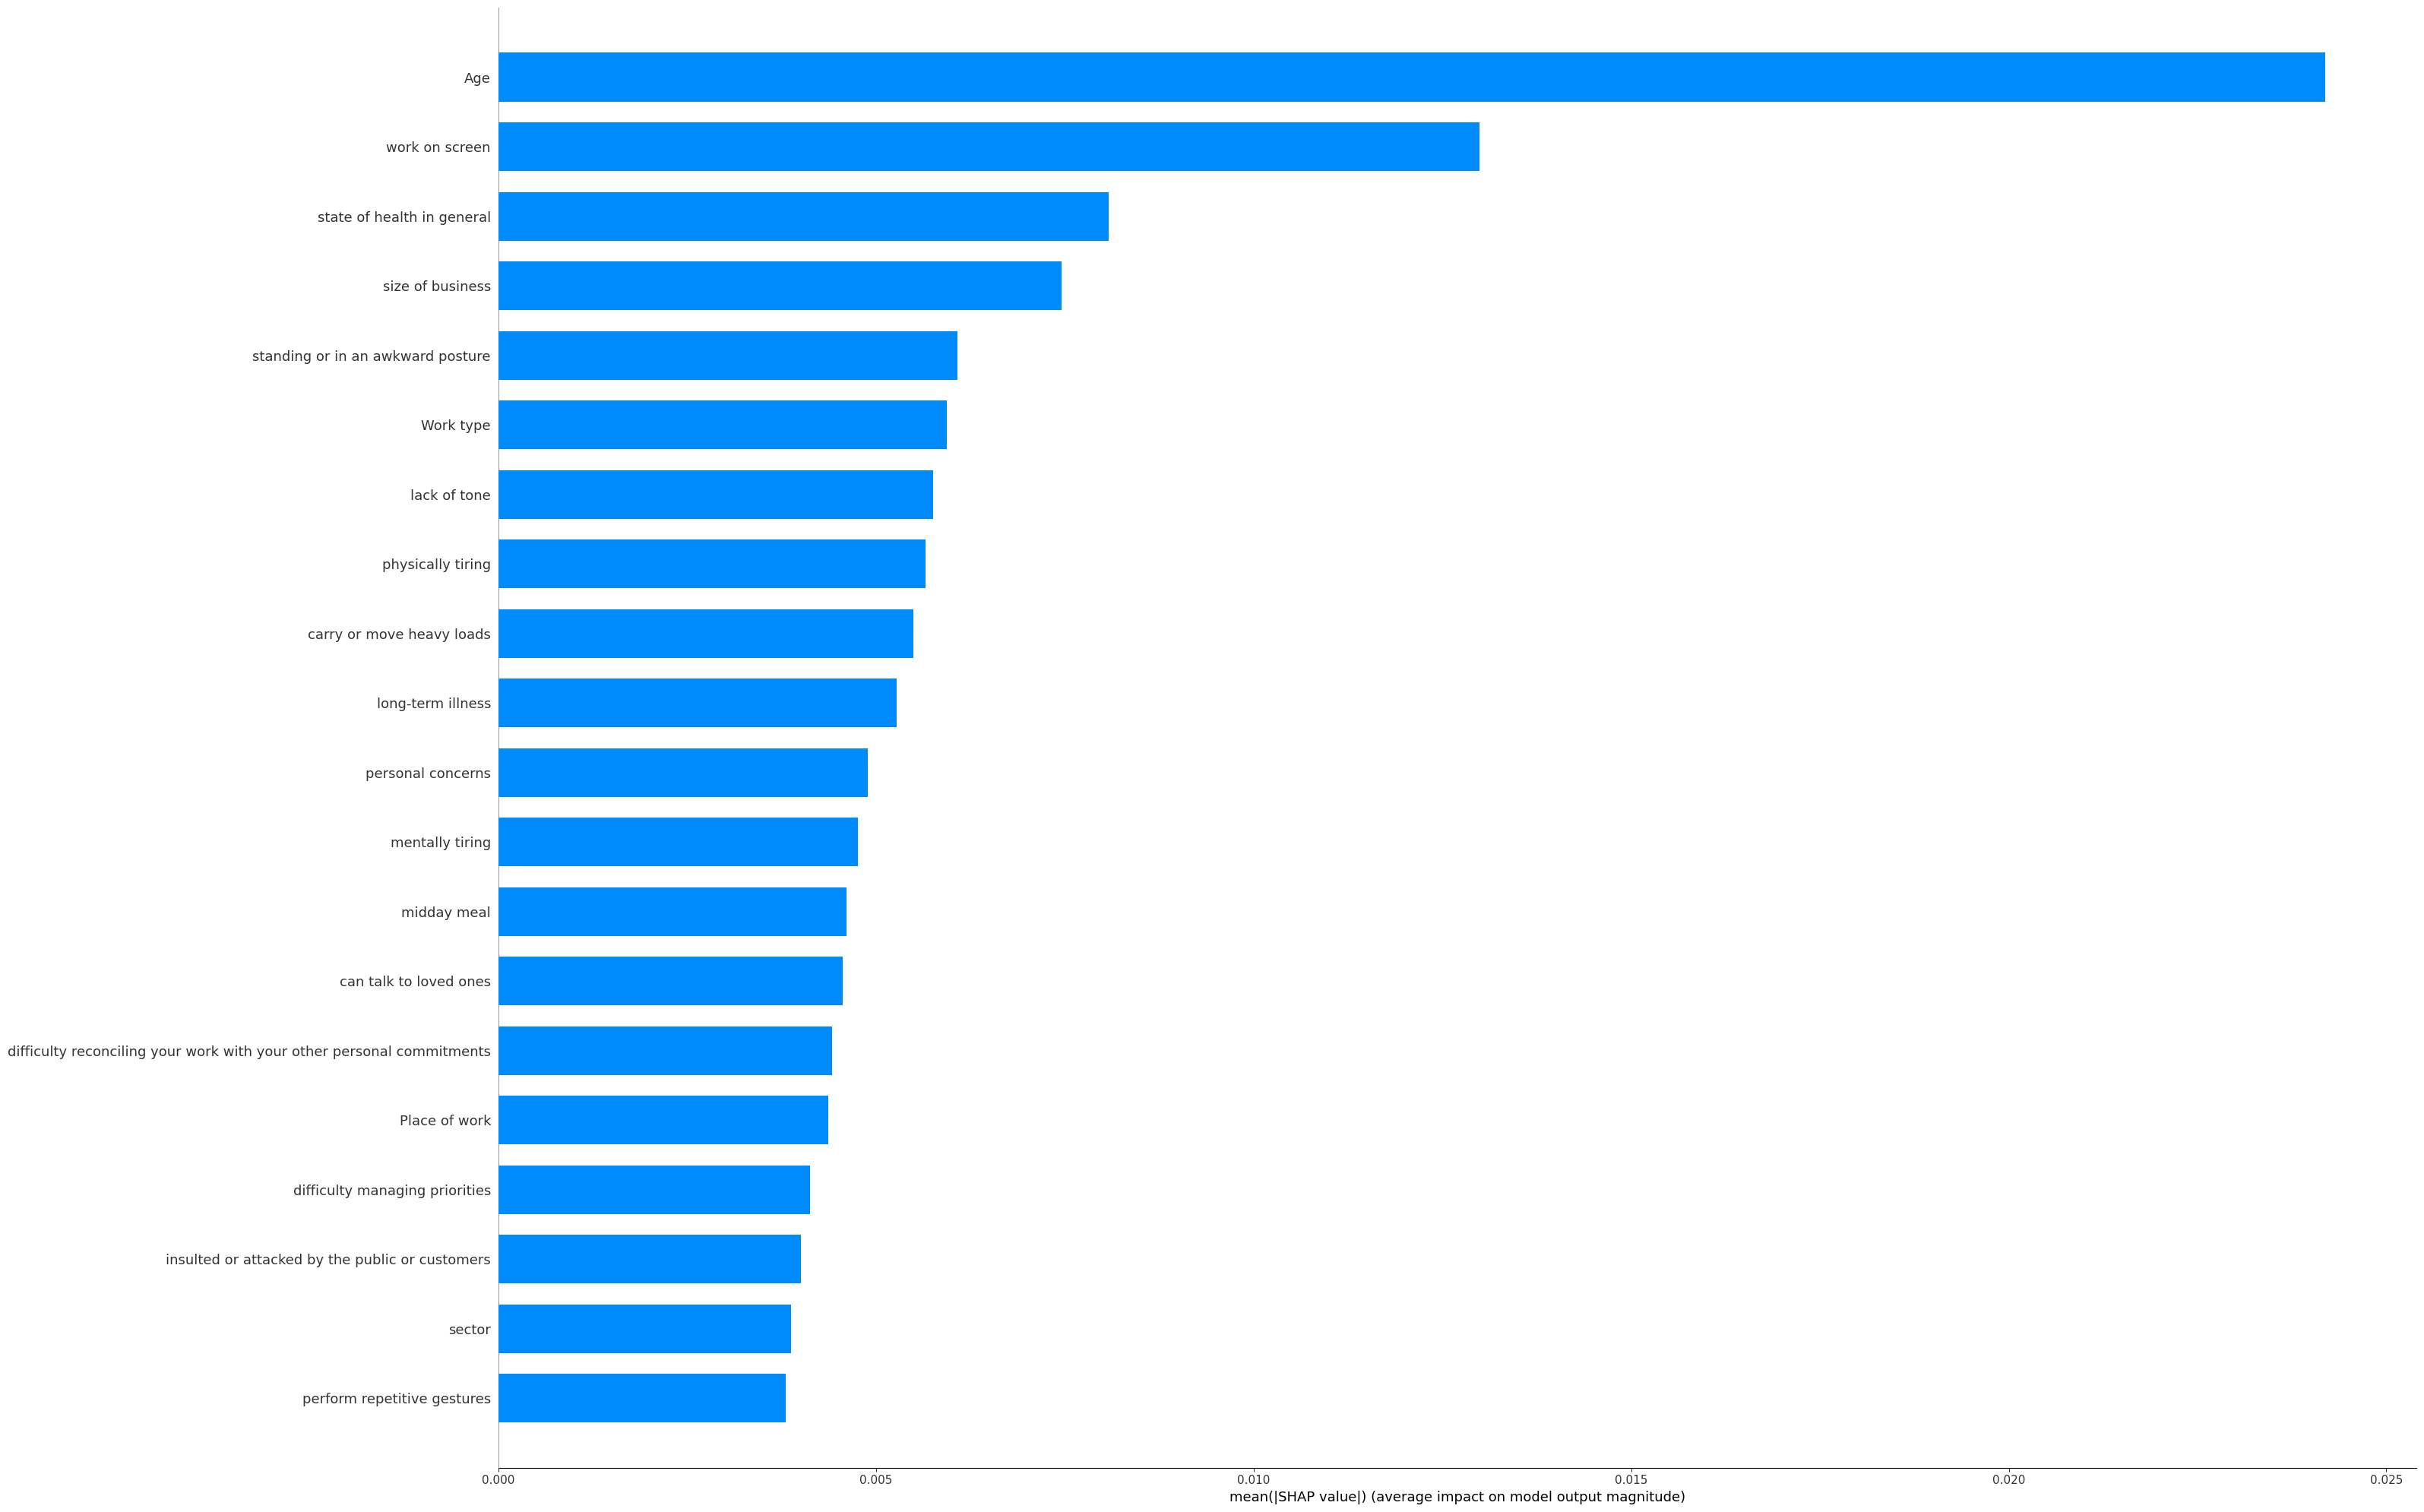 Age
work on screen
state of health in general
size of business
standing or in an awkward posture
Work type
lack of tone
physically tiring
carry or move heavy loads
long-term illness
personal concerns
mentally tiring
midday meal
can talk to loved ones
difficulty reconciling your work with your other personal commitments
Place of work
difficulty managing priorities
insulted or attacked by the public or customers
sector
perform repetitive gestures
0.000 0.005 0.010 0.015 0.020 0.025
mean(|SHAP value|) (average impact on model output magnitude)